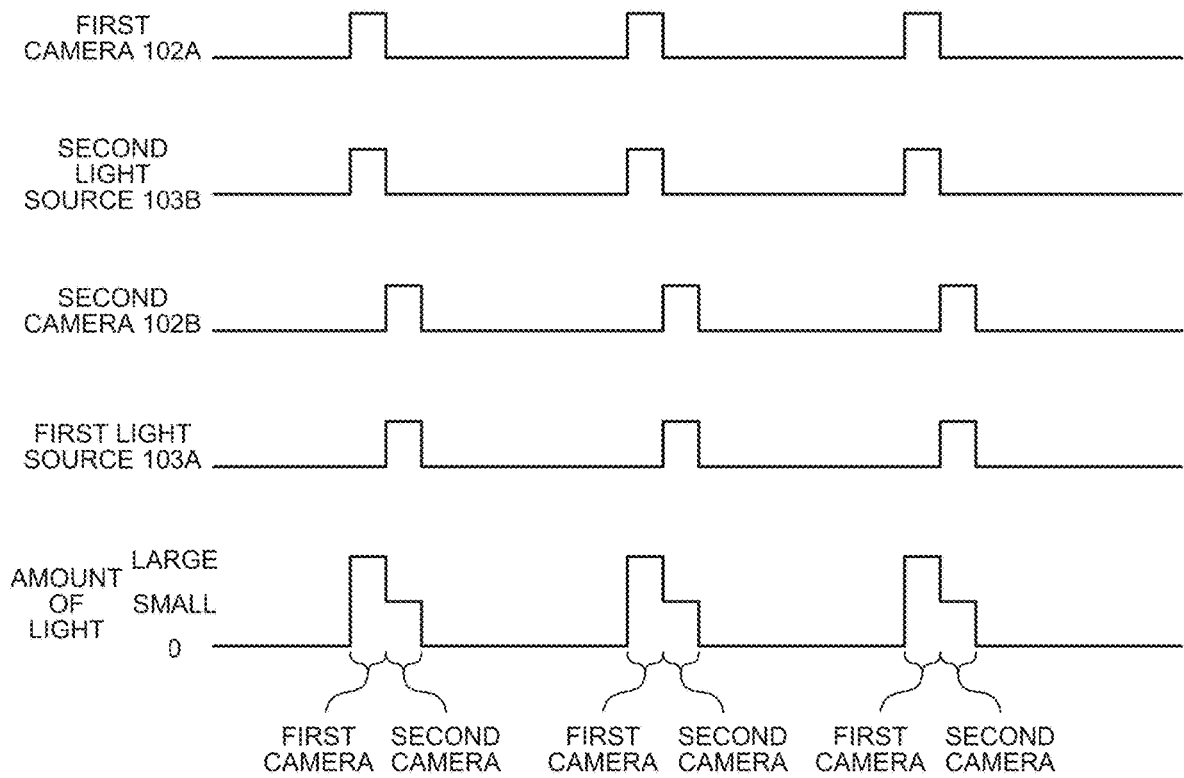 FIRST
CAMERA 102A
SECOND
LIGHT
SOURCE 103B
SECOND
CAMERA 102B
FIRST LIGHT
SOURCE 103A
AMOUNT
OF
LIGHT
LARGE
SMALL
0
FIRST
CAMERA
SECOND
CAMERA
FIRST
CAMERA
SECOND
CAMERA
FIRST
CAMERA
SECOND
CAMERA